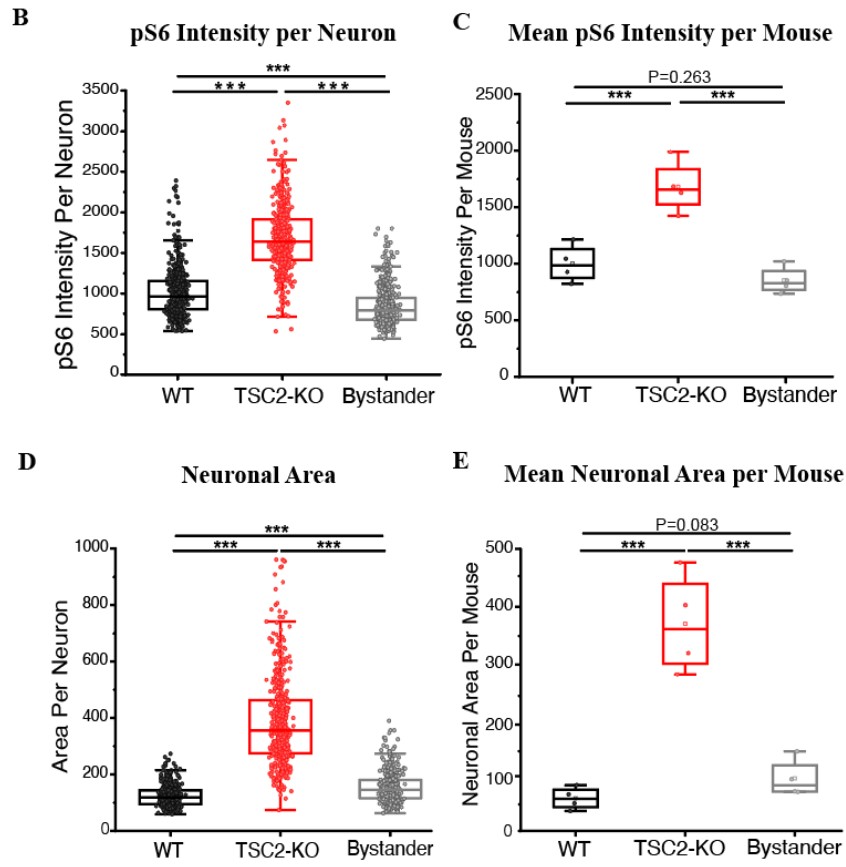 B
pS6 Intensity per Neuron
***
*** ***
pS6 Intensity Per Neuron
3500
3000
2500
2000
1500
1000
500
0
WT TSC2-KO Bystander
C
Mean pS6 Intensity per Mouse
P=0.263
*** ***
pS6 Intensity Per Mouse
2500
2000
1500
1000
500
0
WT TSC2-KO Bystander
D
Neuronal Area
***
*** ***
Area Per Neuron
1000
800
600
400
200
0
WT TSC2-KO Bystander
E
Mean Neuronal Area per Mouse
P=0.083
*** ***
Neuronal Area Per Mouse
500
400
300
200
100
0
WT TSC2-KO Bystander